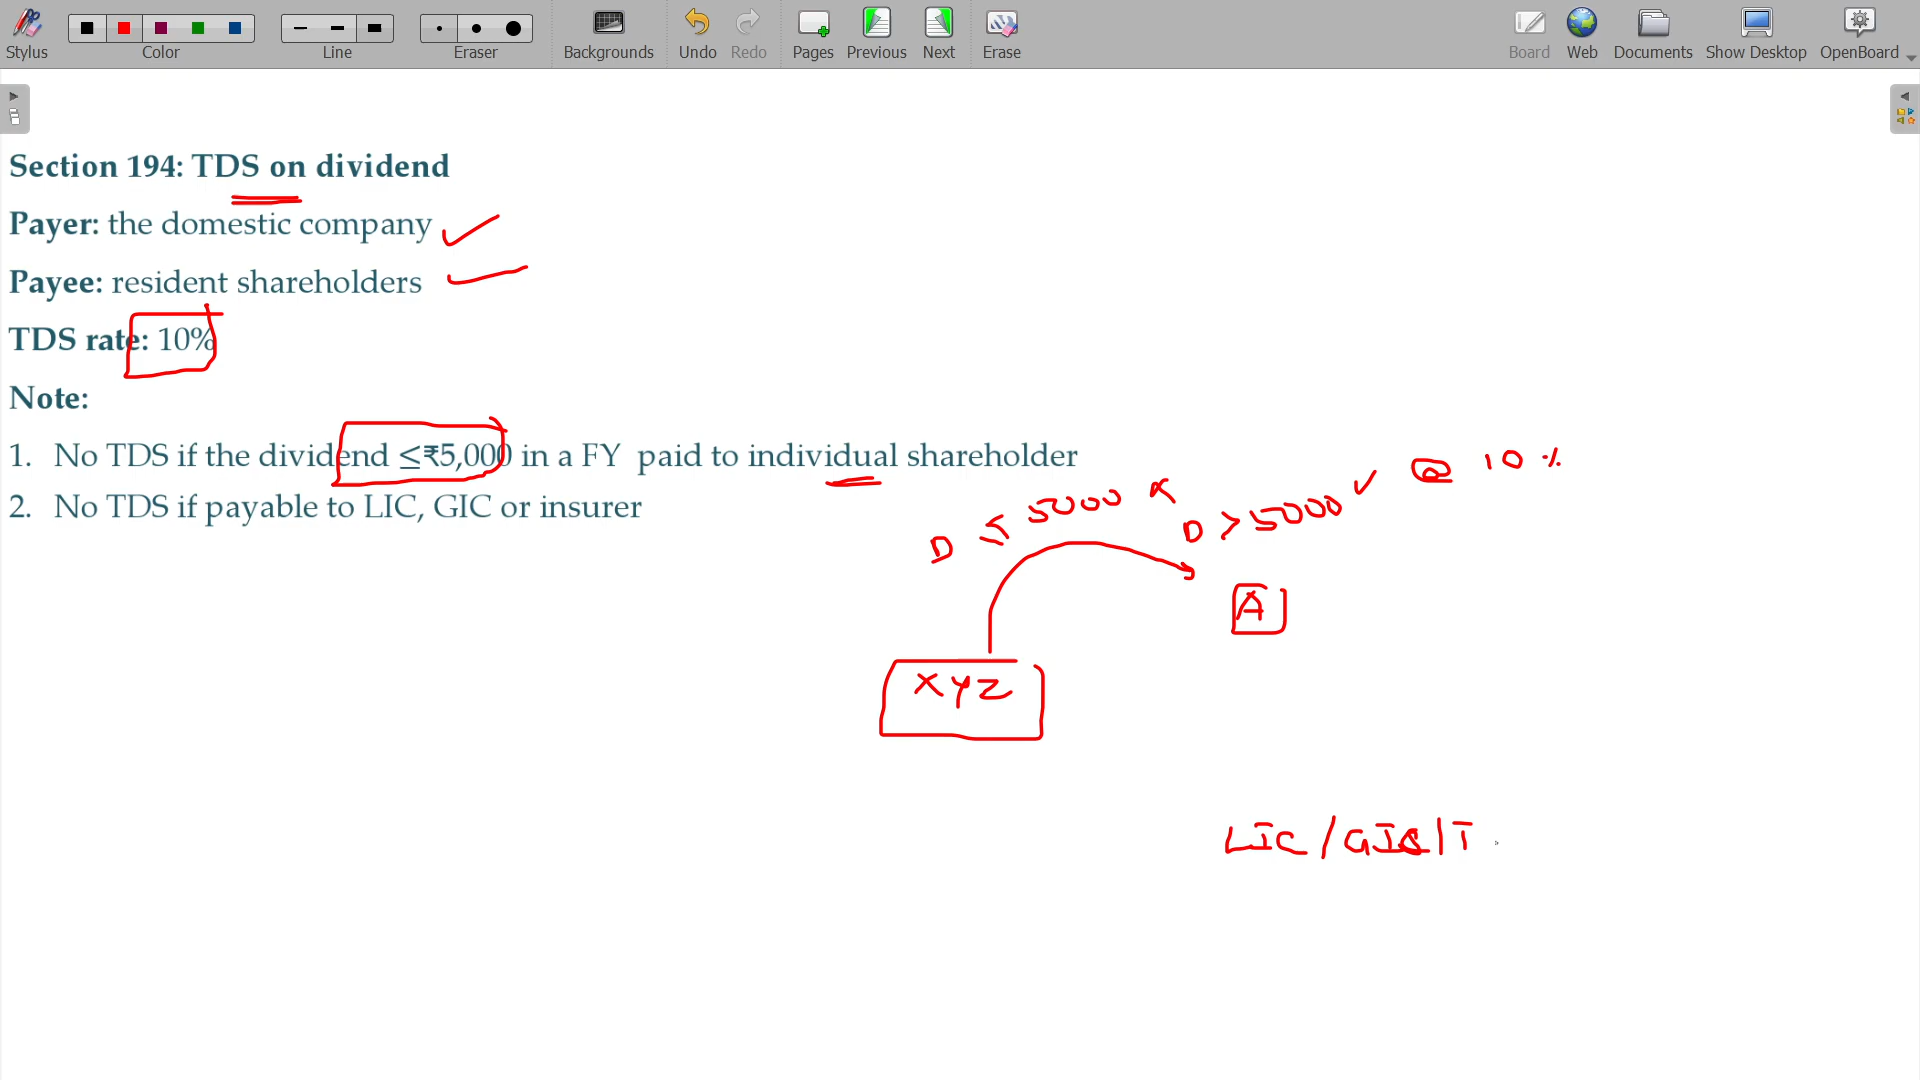 Stylus Color Line Eraser Backgrounds Undo Redo Pages Previous Next Erase Board Web Documents Show Desktop OpenBoard
Section 194: TDS on dividend
Payer: the domestic company
Payee: resident shareholders
TDS rate: 10%
Note:
1. No TDS if the dividend ≤₹5,000 in a FY paid to individual shareholder
2. No TDS if payable to LIC, GIC or insurer
D ≤ 5000 ×
D > 5000 ✓ @ 10 %
A
XYZ
LIC / GIC / I